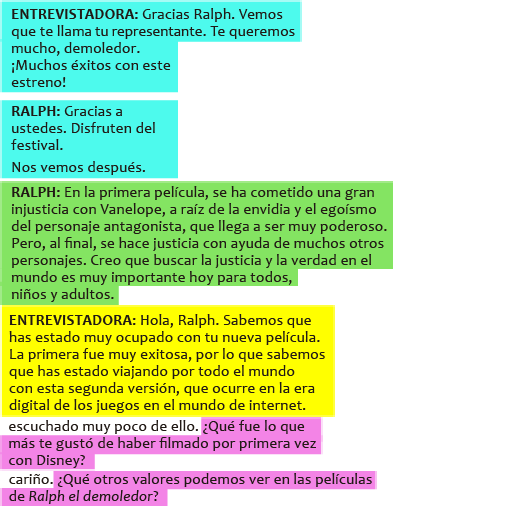 ENTREVISTADORA: Gracias Ralph. Vemos
que te llama tu representante. Te queremos
mucho, demoledor.
¡Muchos éxitos con este
estreno!
RALPH: Gracias a
ustedes. Disfruten del
festival.
Nos vemos después.
RALPH: En la primera película, se ha cometido una gran
injusticia con Vanelope, a raíz de la envidia y el egoísmo
del personaje antagonista, que llega a ser muy poderoso.
Pero, al final, se hace justicia con ayuda de muchos otros
personajes. Creo que buscar la justicia y la verdad en el
mundo es muy importante hoy para todos,
niños y adultos.
ENTREVISTADORA: Hola, Ralph. Sabemos que
has estado muy ocupado con tu nueva película.
La primera fue muy exitosa, por lo que sabemos
que has estado viajando por todo el mundo
con esta segunda versión, que ocurre en la era
digital de los juegos en el mundo de internet.
escuchado muy poco de ello. ¿Qué fue lo que
más te gustó de haber filmado por primera vez
con Disney?
cariño. ¿Qué otros valores podemos ver en las películas
de Ralph el demoledor?